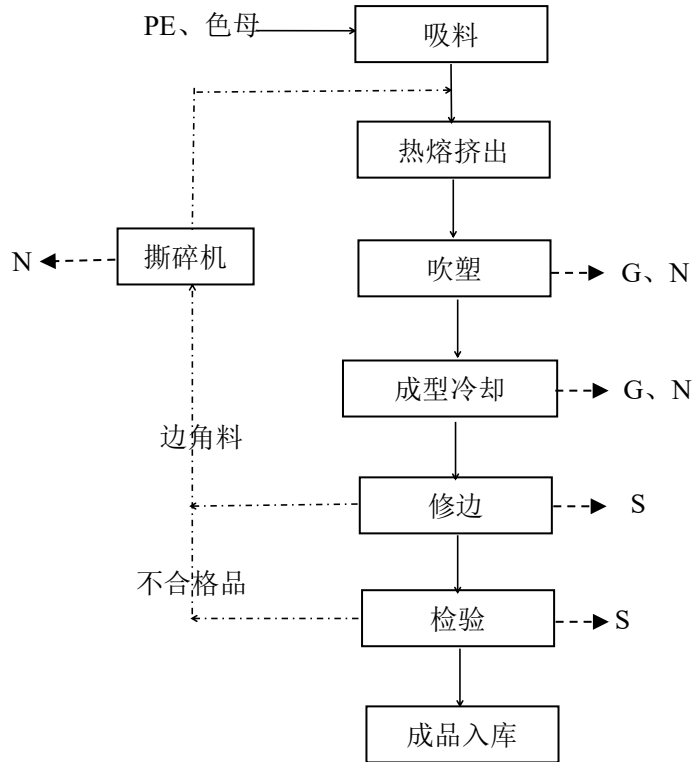 PE、色母
吸料
热熔挤出
撕碎机
N
吹塑
G、N
成型冷却
G、N
边角料
修边
S
不合格品
检验
S
成品入库